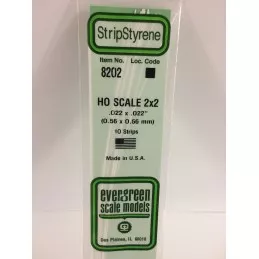 StripStyrene
Item No. Loc. Code
8202
HO SCALE 2x2
.022 x .022"
(0.56 x 0.56 mm)
10 Strips
Made in U.S.A.
evergreen
scale models
Des Plaines, IL 60018